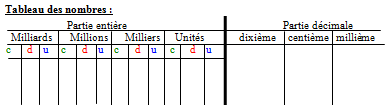 Tableau des nombres :
Partie entière Partie décimale
Milliards Millions Milliers Unités dixième centième millième
c d u c d u c d u c d u